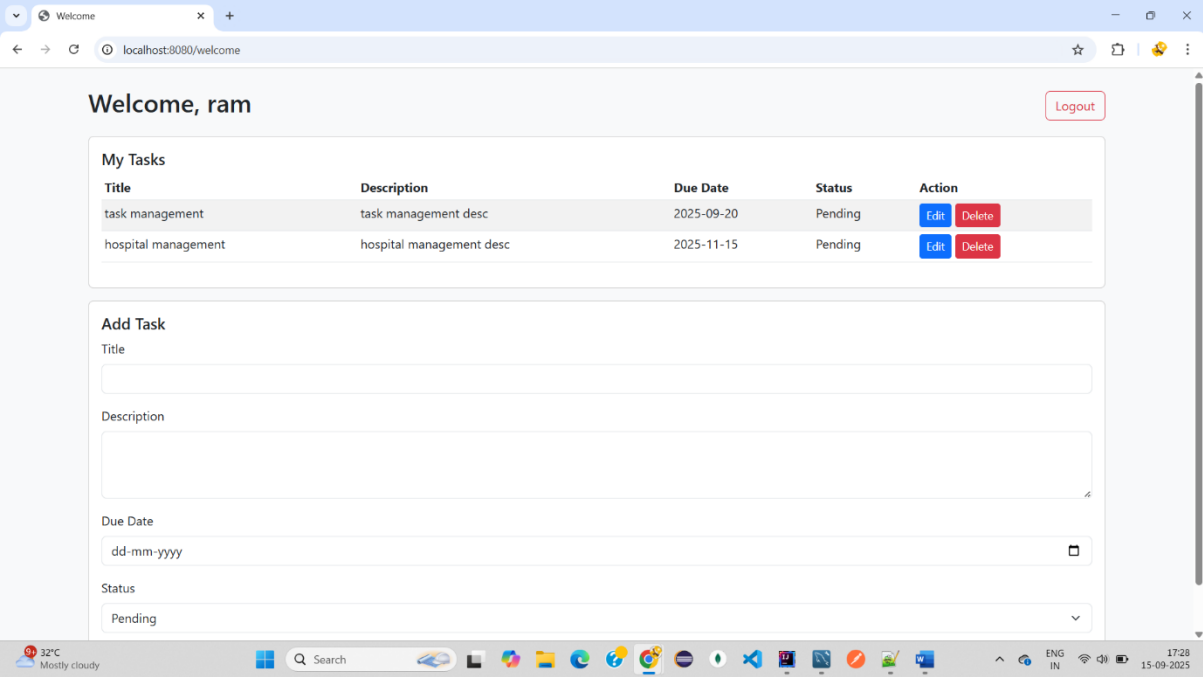 Welcome
localhost:8080/welcome
Welcome, ram
Logout
My Tasks
Title Description Due Date Status Action
task management task management desc 2025-09-20 Pending Edit Delete
hospital management hospital management desc 2025-11-15 Pending Edit Delete
Add Task
Title
Description
Due Date
dd-mm-yyyy
Status
Pending
9+ 32°C
Mostly cloudy
Search
ENG
IN
17:28
15-09-2025